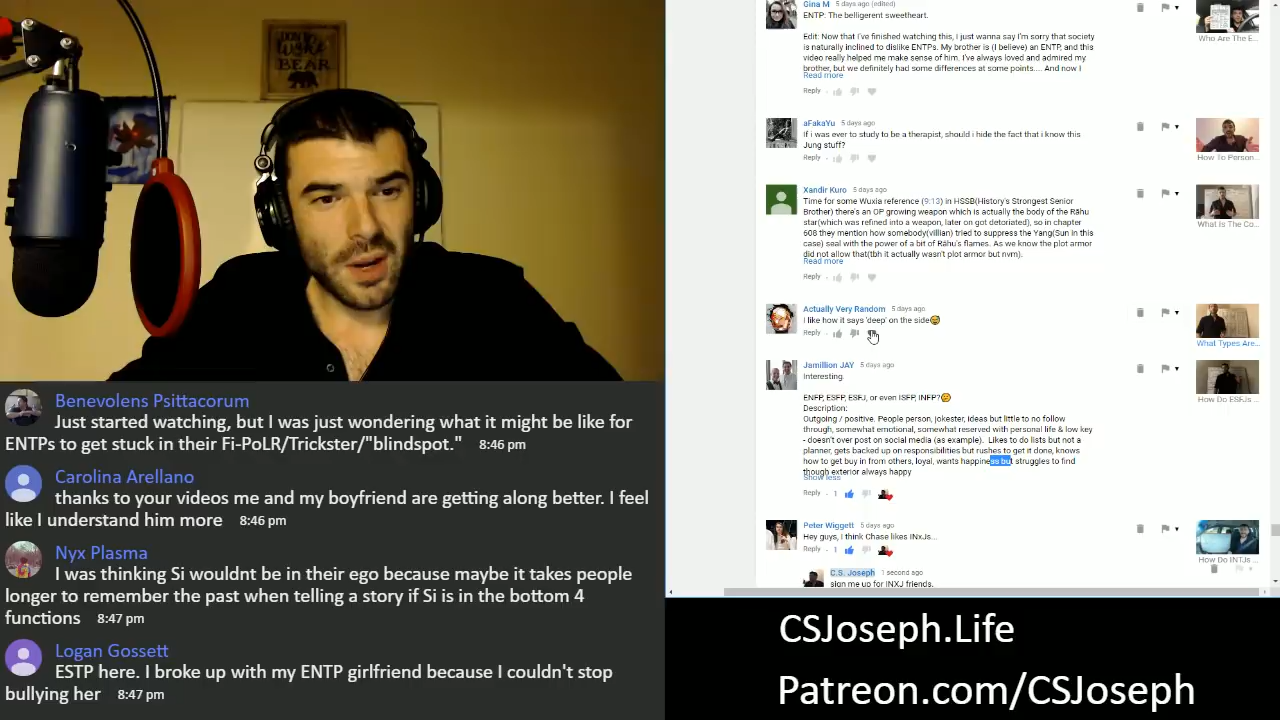 DON'T
WAKE
THE
BEAR
Benevolens Psittacorum
Just started watching, but I was just wondering what it might be like for
ENTPs to get stuck in their Fi-PoLR/Trickster/"blindspot." 8:46 pm
Carolina Arellano
thanks to your videos me and my boyfriend are getting along better. I feel
like I understand him more 8:46 pm
Nyx Plasma
I was thinkin Si wouldnt be in their ego because maybe it takes people
longer to remember the past when telling a story if Si is in the bottom 4
functions 8:47 pm
Logan Gossett
ESTP here. I broke up with my ENTP girlfriend because I couldn't stop
bullying her 8:47 pm
Gina M 5 days ago (edited)
ENTP: The belligerent sweetheart.
Edit: Now that I've finished watching this, I just wanna say I'm sorry that society
is naturally inclined to dislike ENTPs. My brother is (I believe) an ENTP, and this
video really helped me make sense of him. I've always loved and admired my
brother, but we definitely had some differences at some points.... And now I
Read more
Reply
Who Are The E...
aFakaYu 5 days ago
If i was ever to study to be a therapist, should i hide the fact that i know this
Jung stuff?
Reply
How To Person...
Xandir Kuro 5 days ago
Time for some Wuxia reference (9:13) in HSSB(History's Strongest Senior
Brother) there's an OP growing weapon which is actually the body of the Rāhu
star(which was refined into a weapon, later on got detoriated), so in chapter
608 they mention how somebody(villian) tried to suppress the Yang(Sun in this
case) seal with the power of a bit of Rāhu's flames. As we know the plot armor
did not allow that(tbh it actually wasn't plot armor but nvm).
Read more
Reply
What Is The Co...
Actually Very Random 5 days ago
I like how it says 'deep' on the side😅
Reply
What Types Are...
Jamillion JAY 5 days ago
Interesting.
ENFP, ESFP, ESFJ, or even ISFP, INFP?🤔
Description:
Outgoing / positive. People person, jokester, ideas but little to no follow
through, somewhat emotional, somewhat reserved with personal life & low key
- doesn't over post on social media (as example). Likes to do lists but not a
planner, gets backed up on responsibilities but rushes to get it done, knows
how to get buy in from others, loyal, wants happiness but struggles to find
though exterior always happy
Show less
Reply 1
How Do ESFJs ...
Peter Wiggett 5 days ago
Hey guys, I think Chase likes INxJs...
Reply 1
How Do INTJs ...
C.S. Joseph 1 second ago
sign me up for INXJ friends.
CSJoseph.Life
Patreon.com/CSJoseph